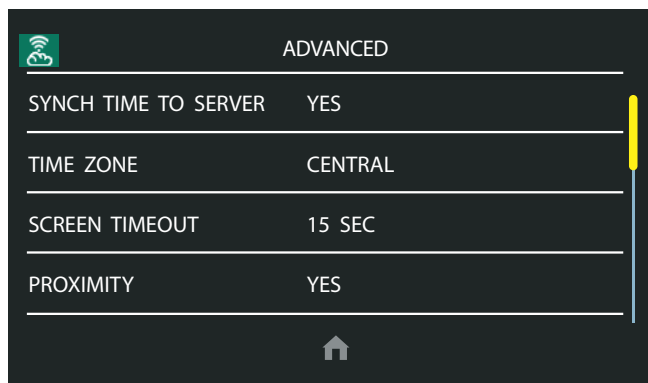 ADVANCED
SYNCH TIME TO SERVER YES
TIME ZONE CENTRAL
SCREEN TIMEOUT 15 SEC
PROXIMITY YES